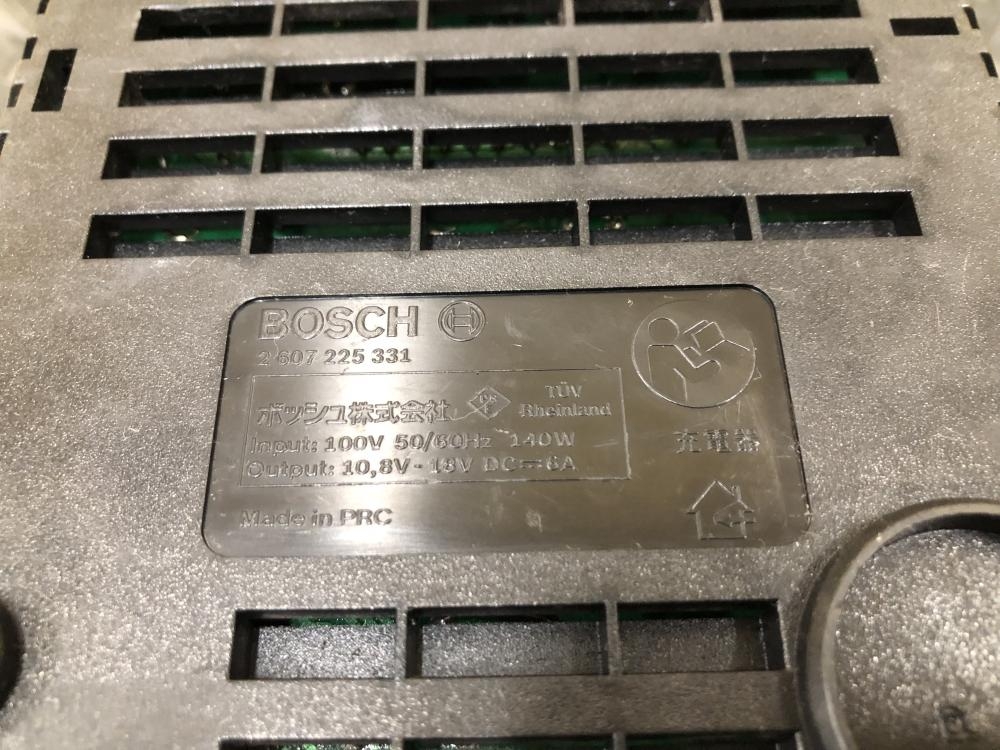 BOSCH
2 607 225 331
ボッシュ株式会社 PS E TÜV Rheinland
Input: 100V 50/60Hz 140W
Output: 10,8V - 18V DC⎓6A
充電器
Made in PRC